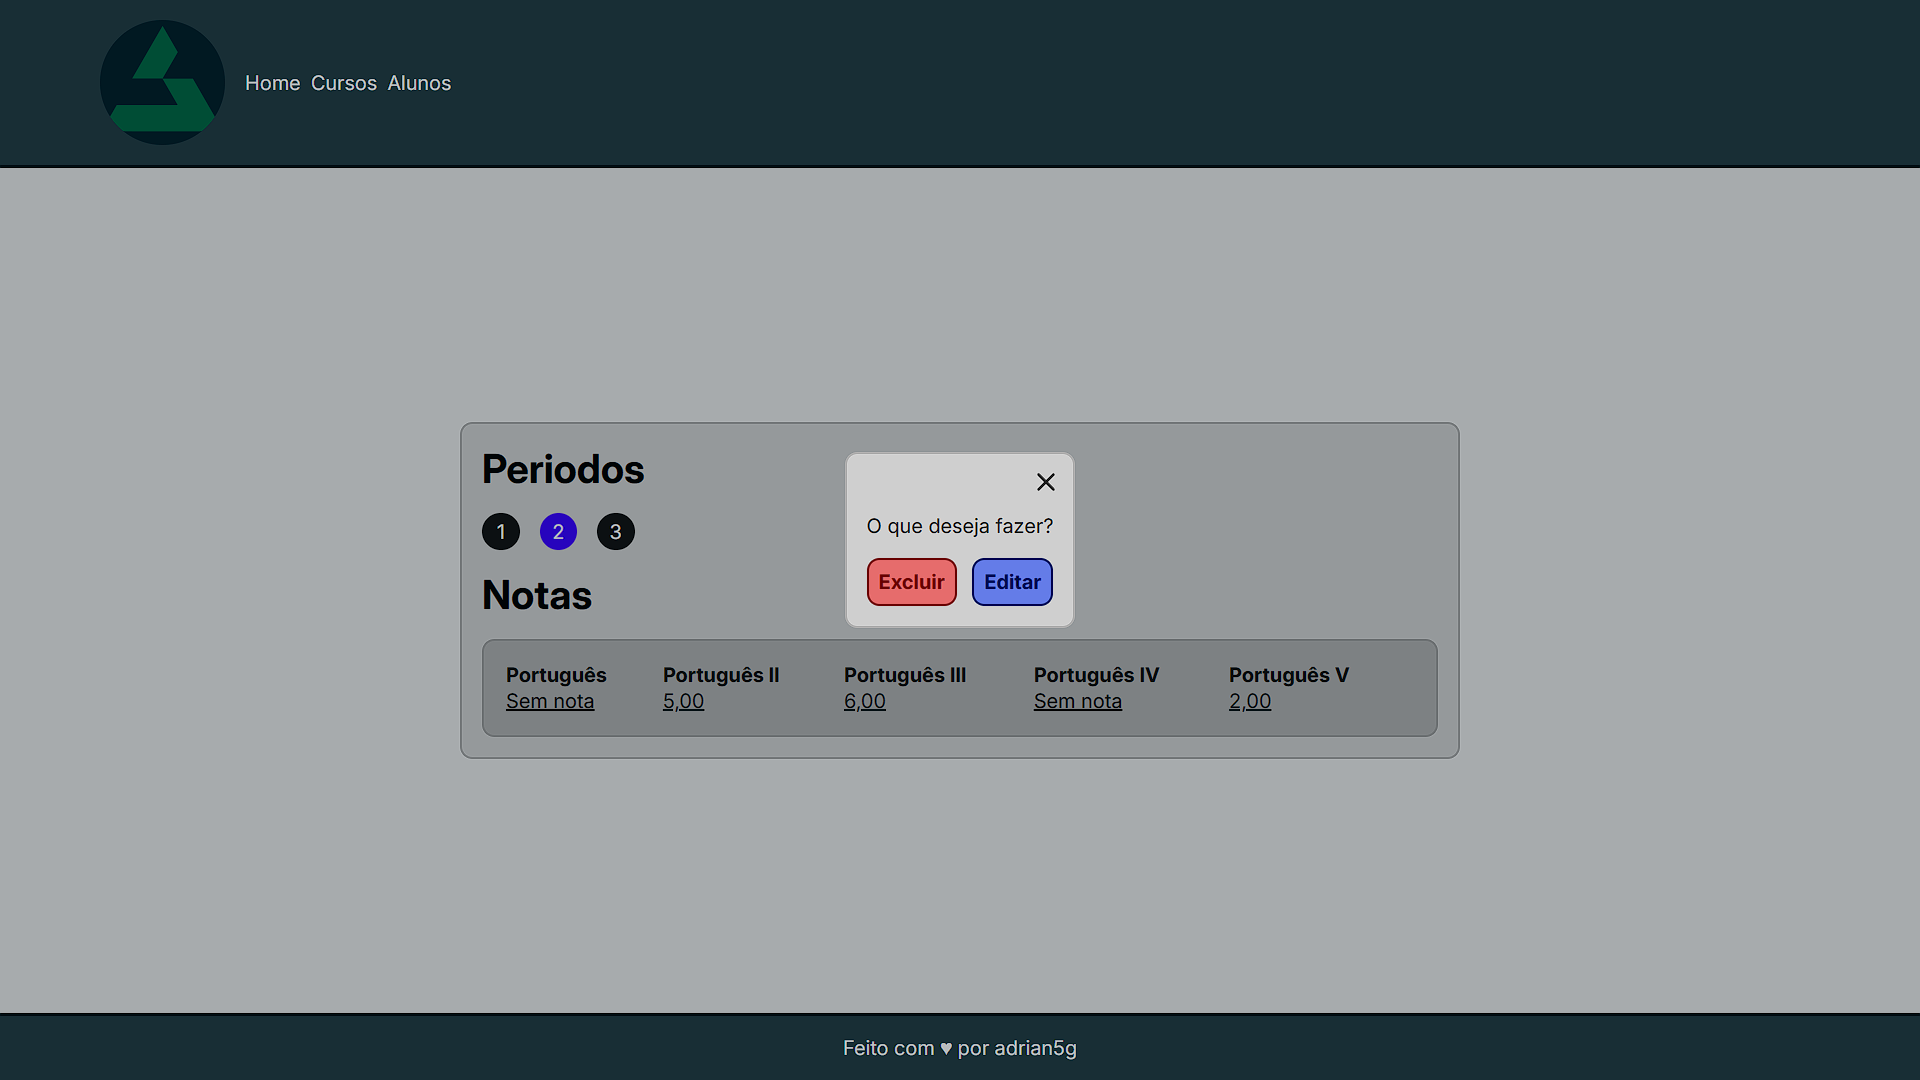 Home Cursos Alunos
Periodos
1 2 3
Notas
O que deseja fazer?
Excluir Editar
Português Português II Português III Português IV Português V
Sem nota 5,00 6,00 Sem nota 2,00
Feito com ♥ por adrian5g